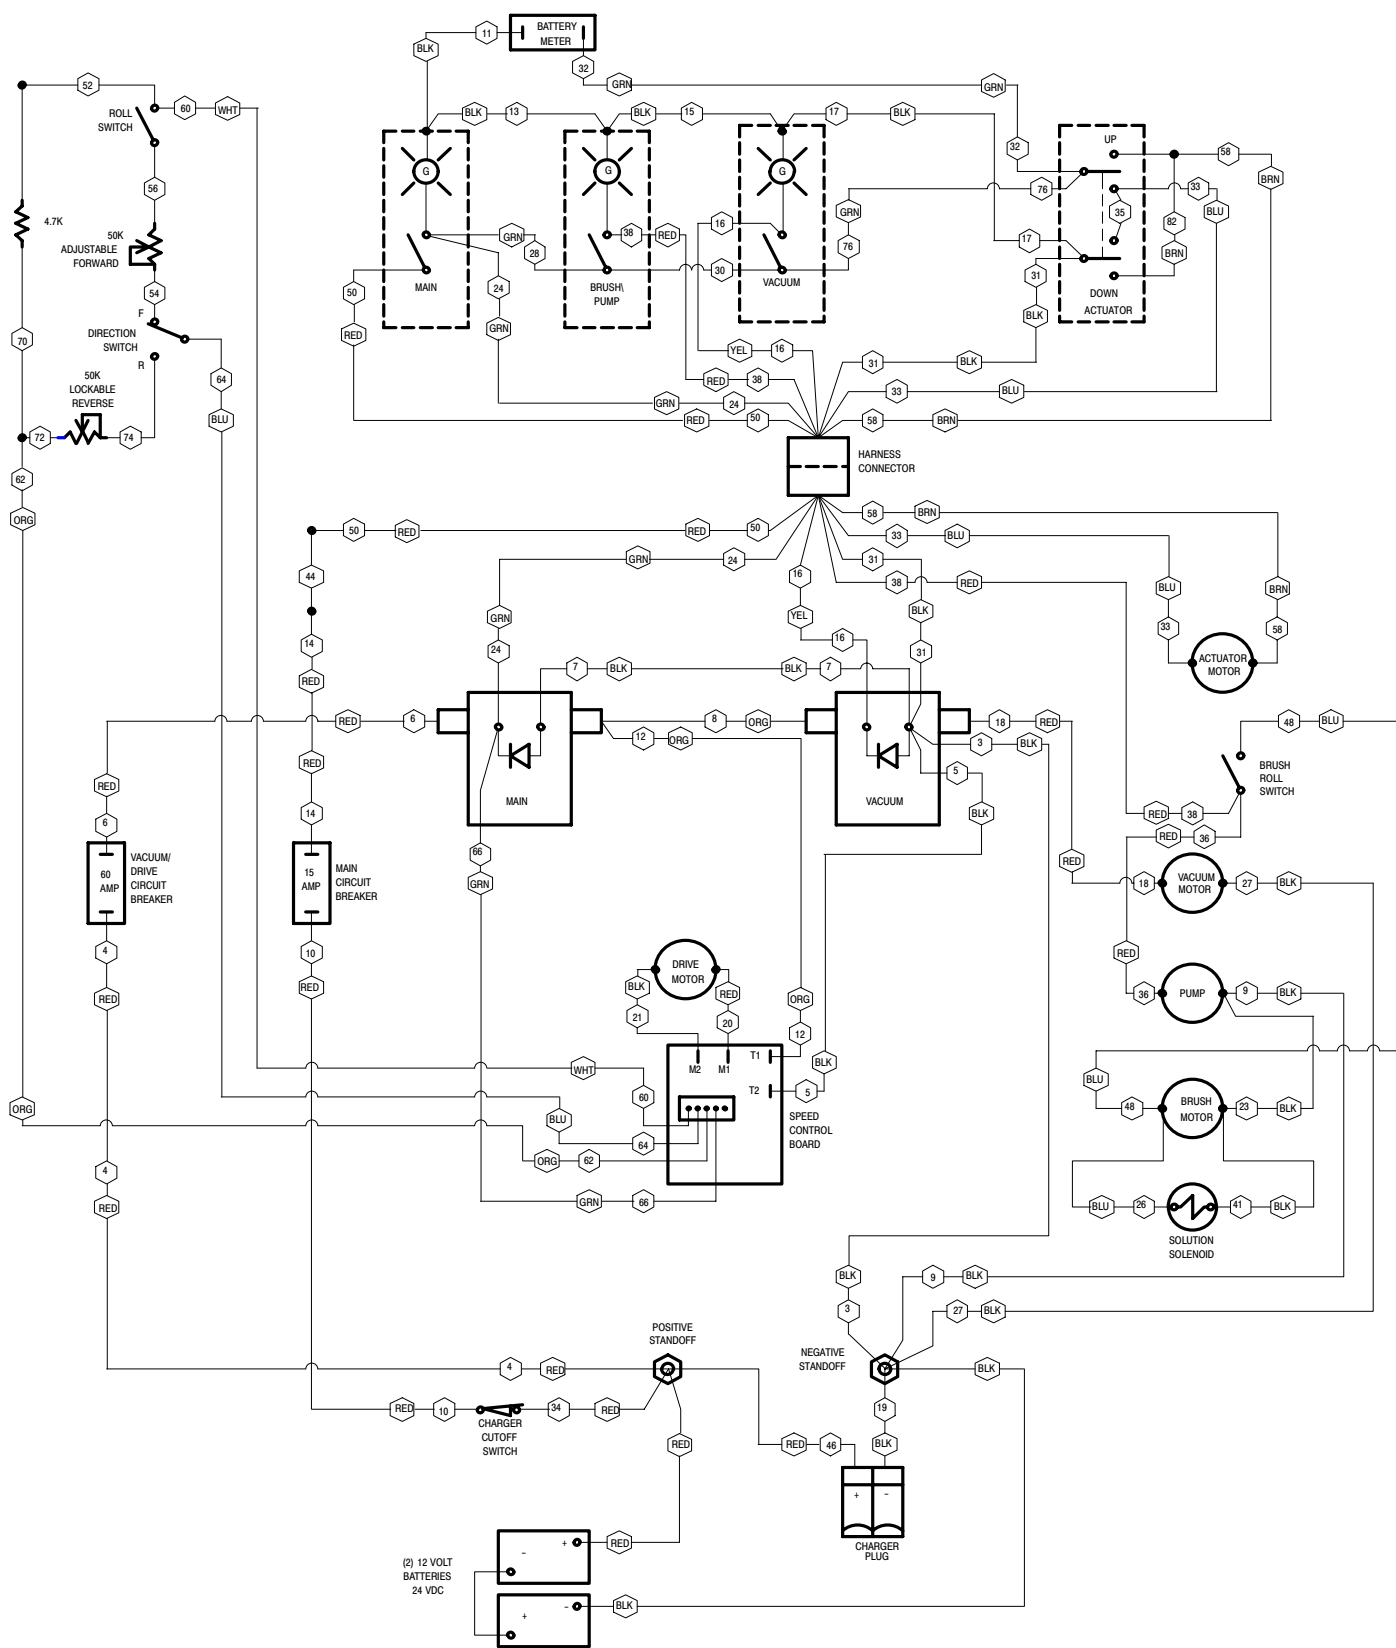 11
BATTERY
METER
BLK
32
GRN
GRN
52
60
WHT
ROLL
SWITCH
BLK
13
BLK
15
17
BLK
UP
32
58
56
G
G
G
76
33
BRN
4.7K
50K
ADJUSTABLE
FORWARD
16
GRN
35
BLU
82
GRN
38
RED
28
76
17
BRN
30
31
MAIN
BRUSH\
PUMP
VACUUM
DOWN
ACTUATOR
54
50
24
BLK
F
DIRECTION
SWITCH
R
70
RED
GRN
YEL
16
31
BLK
64
50K
LOCKABLE
REVERSE
RED
38
33
BLU
GRN
24
BLU
RED
50
58
BRN
72
74
HARNESS
CONNECTOR
62
ORG
50
RED
RED
50
58
BRN
33
BLU
GRN
24
31
44
16
38
RED
BLU
BRN
GRN
YEL
BLK
33
58
14
24
16
31
ACTUATOR
MOTOR
7
BLK
BLK
7
RED
RED
6
8
ORG
18
RED
48
BLU
12
ORG
3
BLK
RED
RED
5
BRUSH
ROLL
SWITCH
MAIN
VACUUM
BLK
6
14
RED
38
RED
36
66
VACUUM/
DRIVE
CIRCUIT
BREAKER
60
AMP
15
AMP
MAIN
CIRCUIT
BREAKER
GRN
RED
18
VACUUM
MOTOR
27
BLK
4
10
RED
RED
RED
DRIVE
MOTOR
BLK
RED
ORG
36
PUMP
9
BLK
21
20
12
M2
M1
T1
T2
BLK
WHT
60
5
BLU
ORG
SPEED
CONTROL
BOARD
48
BRUSH
MOTOR
23
BLK
BLU
64
ORG
62
4
RED
GRN
66
BLU
26
41
BLK
SOLUTION
SOLENOID
BLK
9
BLK
3
27
BLK
POSITIVE
STANDOFF
NEGATIVE
STANDOFF
4
RED
BLK
RED
10
34
RED
19
CHARGER
CUTOFF
SWITCH
RED
RED
46
BLK
+
-
CHARGER
PLUG
(2) 12 VOLT
BATTERIES
24 VDC
-
+
RED
+
-
BLK